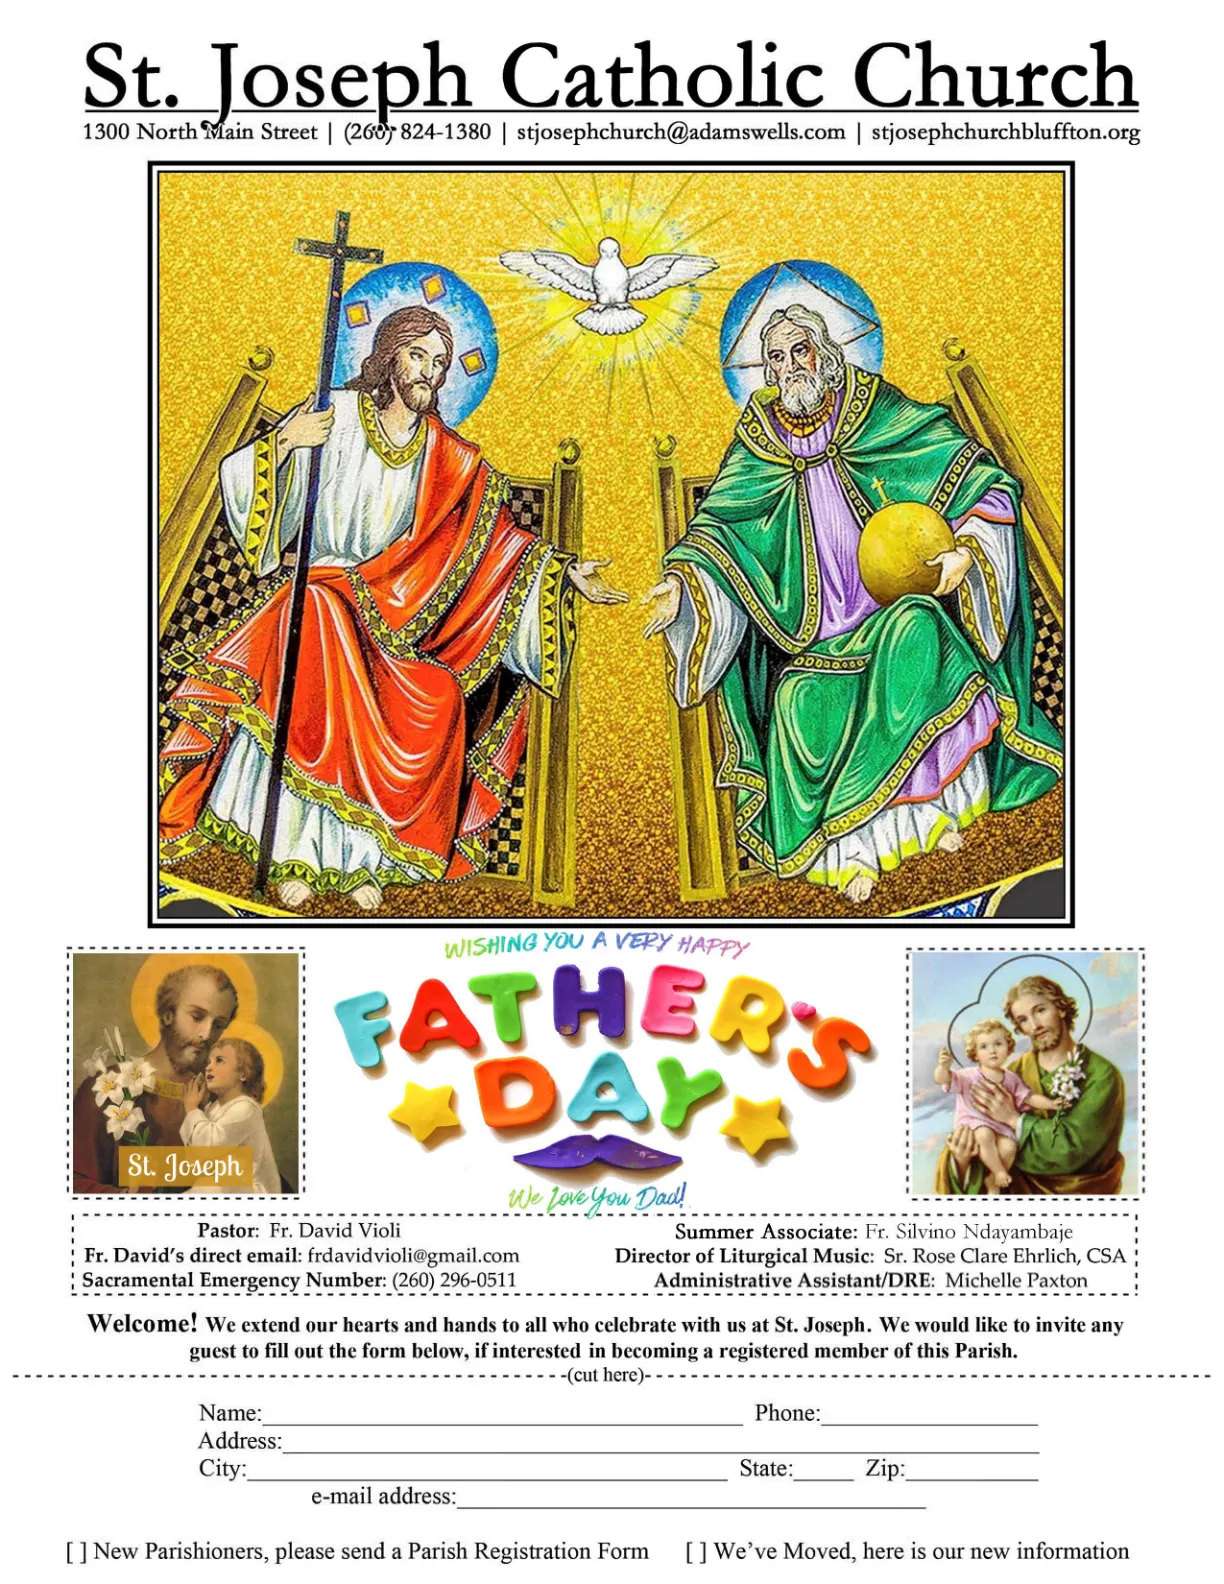 St. Joseph Catholic Church
1300 North Main Street | (260) 824-1380 | stjosephchurch@adamswells.com | stjosephchurchbluffton.org
WISHING YOU A VERY HAPPY
FATHER'S
DAY
We Love You Dad!
St. Joseph
Pastor: Fr. David Violi
Fr. David's direct email: frdavidvioli@gmail.com
Sacramental Emergency Number: (260) 296-0511
Summer Associate: Fr. Silvino Ndayambaje
Director of Liturgical Music: Sr. Rose Clare Ehrlich, CSA
Administrative Assistant/DRE: Michelle Paxton
Welcome! We extend our hearts and hands to all who celebrate with us at St. Joseph. We would like to invite any
guest to fill out the form below, if interested in becoming a registered member of this Parish.
(cut here)
Name: Phone:
Address:
City: State: Zip:
e-mail address:
[ ] New Parishioners, please send a Parish Registration Form [ ] We've Moved, here is our new information